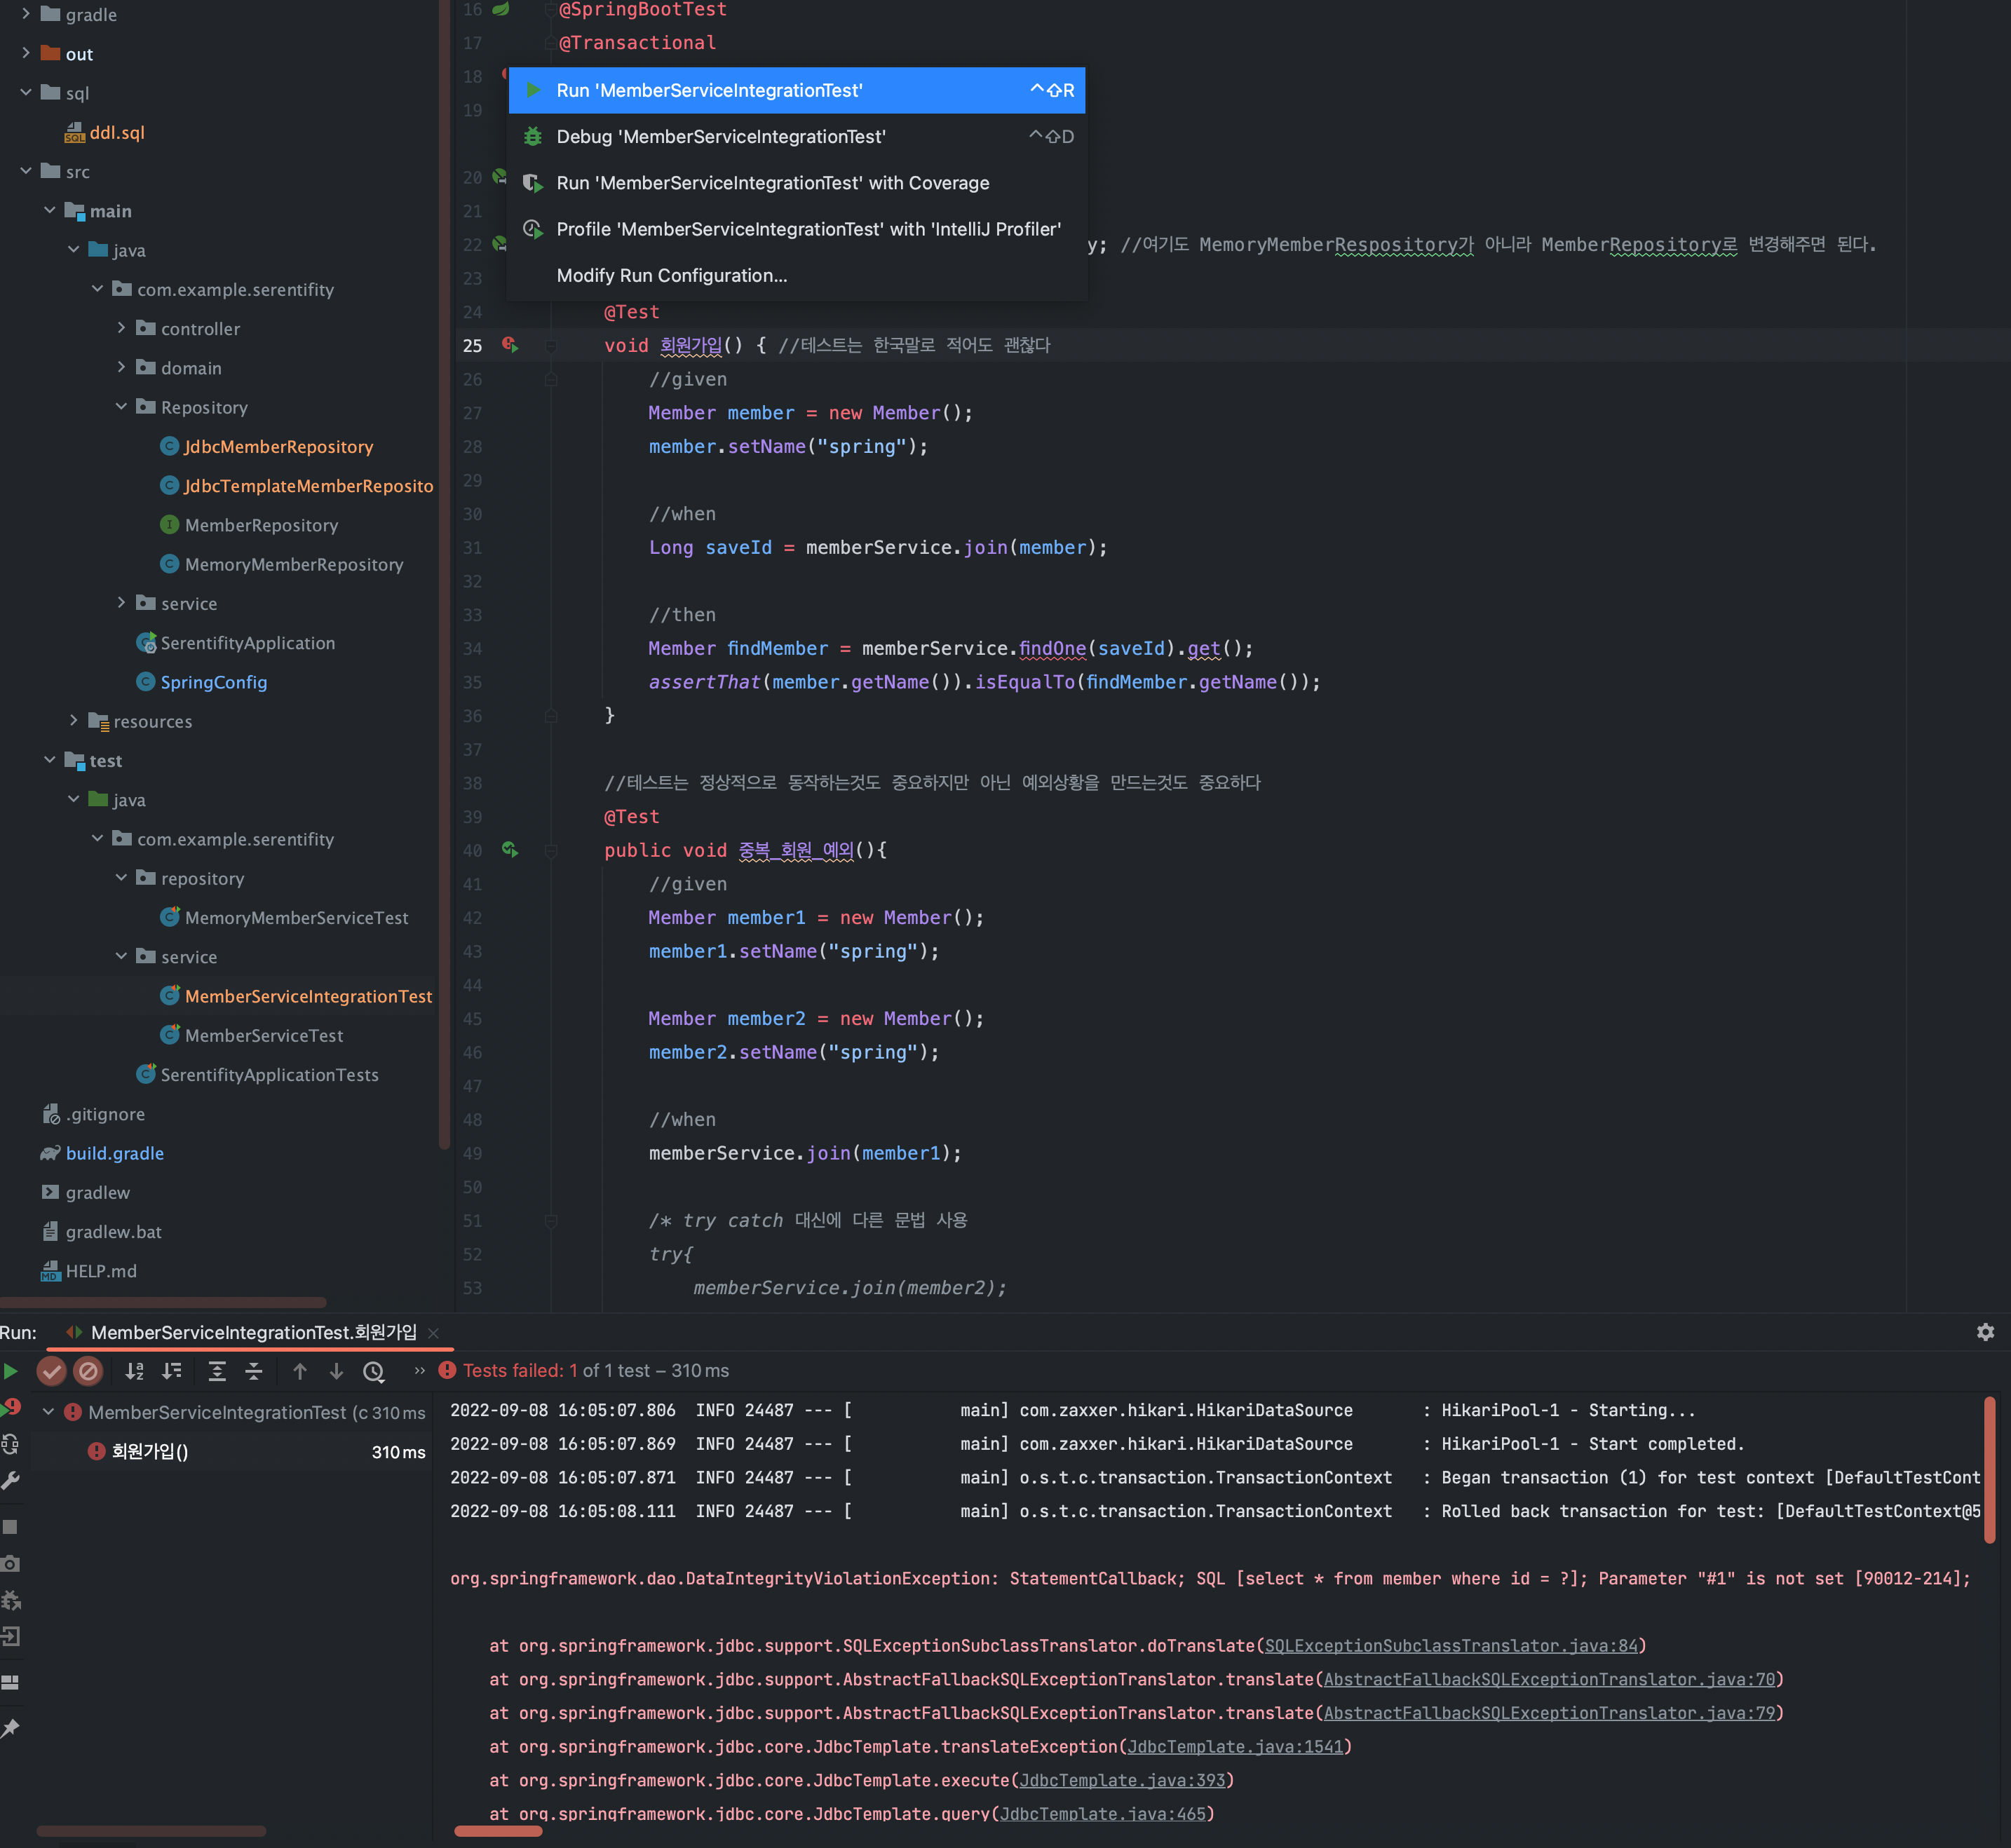 gradle
out
sql
ddl.sql
src
main
java
com.example.serentifity
controller
domain
Repository
JdbcMemberRepository
JdbcTemplateMemberReposito
MemberRepository
MemoryMemberRepository
service
SerentifityApplication
SpringConfig
resources
test
java
com.example.serentifity
repository
MemoryMemberServiceTest
service
MemberServiceIntegrationTest
MemberServiceTest
SerentifityApplicationTests
.gitignore
build.gradle
gradlew
gradlew.bat
HELP.md
16 @SpringBootTest
17 @Transactional
18
19
Run 'MemberServiceIntegrationTest' ^⇧R
Debug 'MemberServiceIntegrationTest' ^⇧D
Run 'MemberServiceIntegrationTest' with Coverage
Profile 'MemberServiceIntegrationTest' with 'IntelliJ Profiler'
Modify Run Configuration...
20
21
22 y; //여기도 MemoryMemberRespository가 아니라 MemberRepository로 변경해주면 된다.
23
24 @Test
25 void 회원가입() { //테스트는 한국말로 적어도 괜찮다
26 //given
27 Member member = new Member();
28 member.setName("spring");
29
30 //when
31 Long saveId = memberService.join(member);
32
33 //then
34 Member findMember = memberService.findOne(saveId).get();
35 assertThat(member.getName()).isEqualTo(findMember.getName());
36 }
37
38 //테스트는 정상적으로 동작하는것도 중요하지만 아닌 예외상황을 만드는것도 중요하다
39 @Test
40 public void 중복_회원_예외(){
41 //given
42 Member member1 = new Member();
43 member1.setName("spring");
44
45 Member member2 = new Member();
46 member2.setName("spring");
47
48 //when
49 memberService.join(member1);
50
51 /* try catch 대신에 다른 문법 사용
52 try{
53 memberService.join(member2);
Run: MemberServiceIntegrationTest.회원가입
Tests failed: 1 of 1 test – 310 ms
MemberServiceIntegrationTest (c 310 ms
회원가입() 310 ms
2022-09-08 16:05:07.806  INFO 24487 --- [           main] com.zaxxer.hikari.HikariDataSource       : HikariPool-1 - Starting...
2022-09-08 16:05:07.869  INFO 24487 --- [           main] com.zaxxer.hikari.HikariDataSource       : HikariPool-1 - Start completed.
2022-09-08 16:05:07.871  INFO 24487 --- [           main] o.s.t.c.transaction.TransactionContext   : Began transaction (1) for test context [DefaultTestCont
2022-09-08 16:05:08.111  INFO 24487 --- [           main] o.s.t.c.transaction.TransactionContext   : Rolled back transaction for test: [DefaultTestContext@5
org.springframework.dao.DataIntegrityViolationException: StatementCallback; SQL [select * from member where id = ?]; Parameter "#1" is not set [90012-214];
at org.springframework.jdbc.support.SQLExceptionSubclassTranslator.doTranslate(SQLExceptionSubclassTranslator.java:84)
at org.springframework.jdbc.support.AbstractFallbackSQLExceptionTranslator.translate(AbstractFallbackSQLExceptionTranslator.java:70)
at org.springframework.jdbc.support.AbstractFallbackSQLExceptionTranslator.translate(AbstractFallbackSQLExceptionTranslator.java:79)
at org.springframework.jdbc.core.JdbcTemplate.translateException(JdbcTemplate.java:1541)
at org.springframework.jdbc.core.JdbcTemplate.execute(JdbcTemplate.java:393)
at org.springframework.jdbc.core.JdbcTemplate.query(JdbcTemplate.java:465)